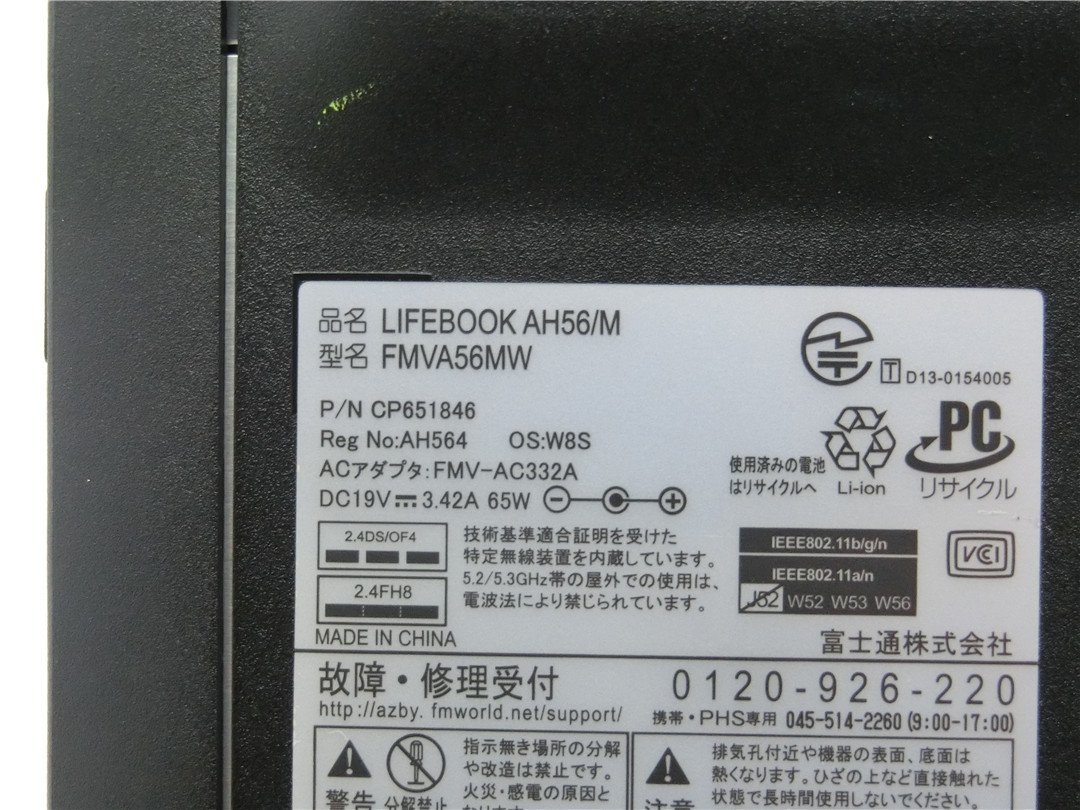 品名 LIFEBOOK AH56/M
型名 FMVA56MW
T D13-0154005
P/N CP651846
Reg No:AH564 OS:W8S
ACアダプタ:FMV-AC332A
DC19V 3.42A 65W
使用済みの電池
はリサイクルへ
Li-ion
PC
リサイクル
2.4DS/OF4
2.4FH8
技術基準適合証明を受けた
特定無線装置を内蔵しています。
5.2/5.3GHz帯の屋外での使用は、
電波法により禁じられています。
IEEE802.11b/g/n
IEEE802.11a/n
J52 W52 W53 W56
VCI
MADE IN CHINA
富士通株式会社
故障・修理受付 0120-926-220
http://azby.fmworld.net/support/ 携帯・PHS専用 045-514-2260 (9:00-17:00)
警告 分解禁止
指示無き場所の分解
や改造は禁止です。
火災・感電の原因と
注意
排気孔付近や機器の表面、底面は
熱くなります。ひざの上など直接触れた
状態で長時間使用しないでください。